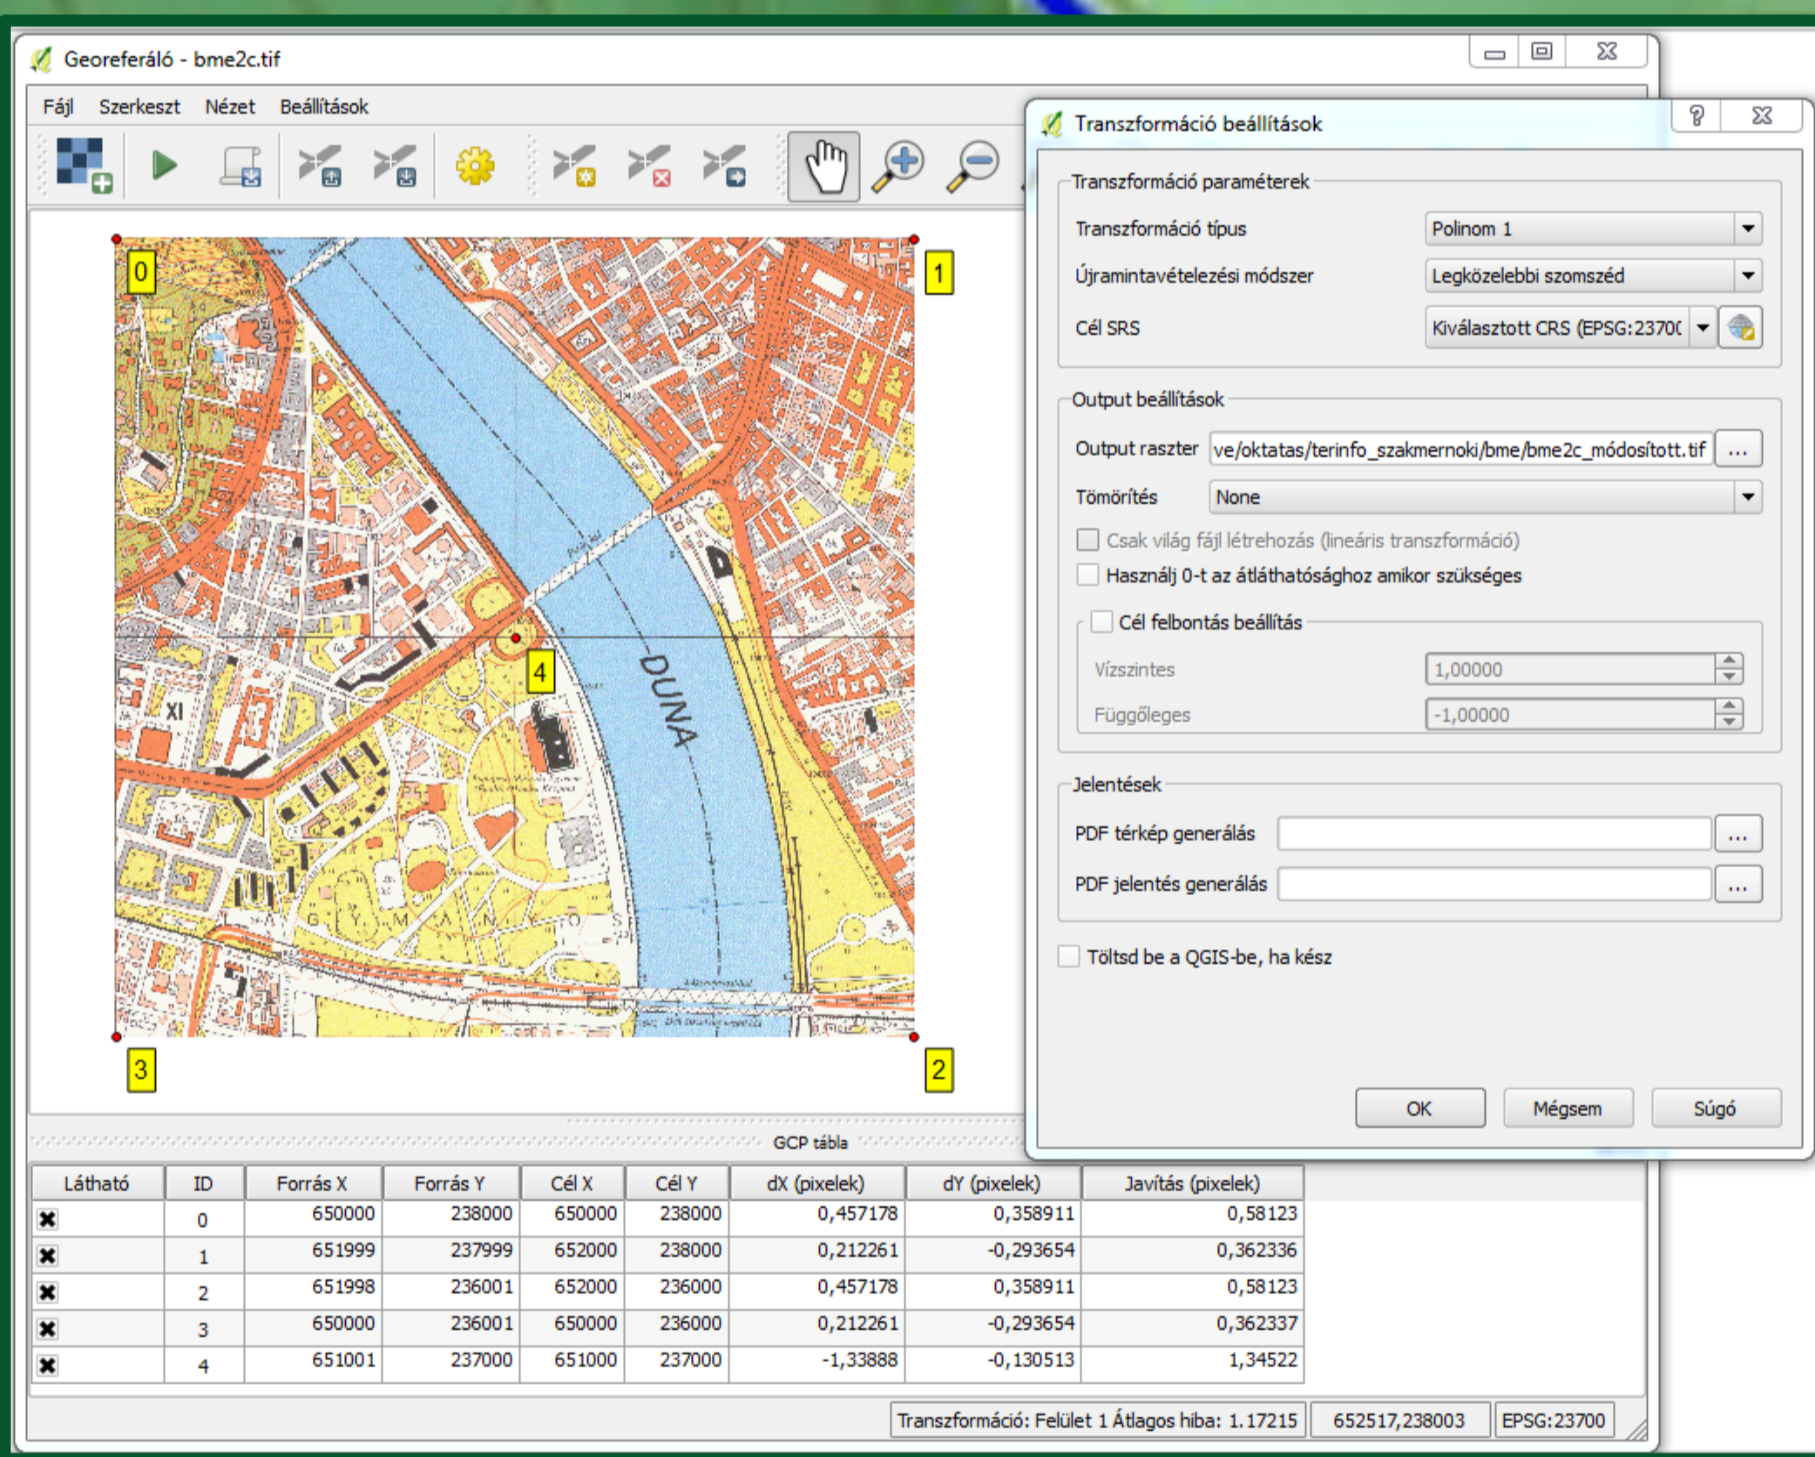 Georeferáló - bme2c.tif
Fájl Szerkeszt Nézet Beállítások
0
1
DUNA
4
XI
L Á G Y M Á N Y O S
3
2
GCP tábla
Látható ID Forrás X Forrás Y Cél X Cél Y dX (pixelek) dY (pixelek) Javítás (pixelek)
0 650000 238000 650000 238000 0,457178 0,358911 0,58123
1 651999 237999 652000 238000 0,212261 -0,293654 0,362336
2 651998 236001 652000 236000 0,457178 0,358911 0,58123
3 650000 236001 650000 236000 0,212261 -0,293654 0,362337
4 651001 237000 651000 237000 -1,33888 -0,130513 1,34522
Transzformáció: Felület 1 Átlagos hiba: 1.17215 652517,238003 EPSG:23700
Transzformáció beállítások
Transzformáció paraméterek
Transzformáció típus Polinom 1
Újramintavételezési módszer Legközelebbi szomszéd
Cél SRS Kiválasztott CRS (EPSG:2370(
Output beállítások
Output raszter ve/oktatas/terinfo_szakmernoki/bme/bme2c_módosított.tif ...
Tömörítés None
Csak világ fájl létrehozás (lineáris transzformáció)
Használj 0-t az átláthatósághoz amikor szükséges
Cél felbontás beállítás
Vízszintes 1,00000
Függőleges -1,00000
Jelentések
PDF térkép generálás ...
PDF jelentés generálás ...
Töltsd be a QGIS-be, ha kész
OK Mégsem Súgó